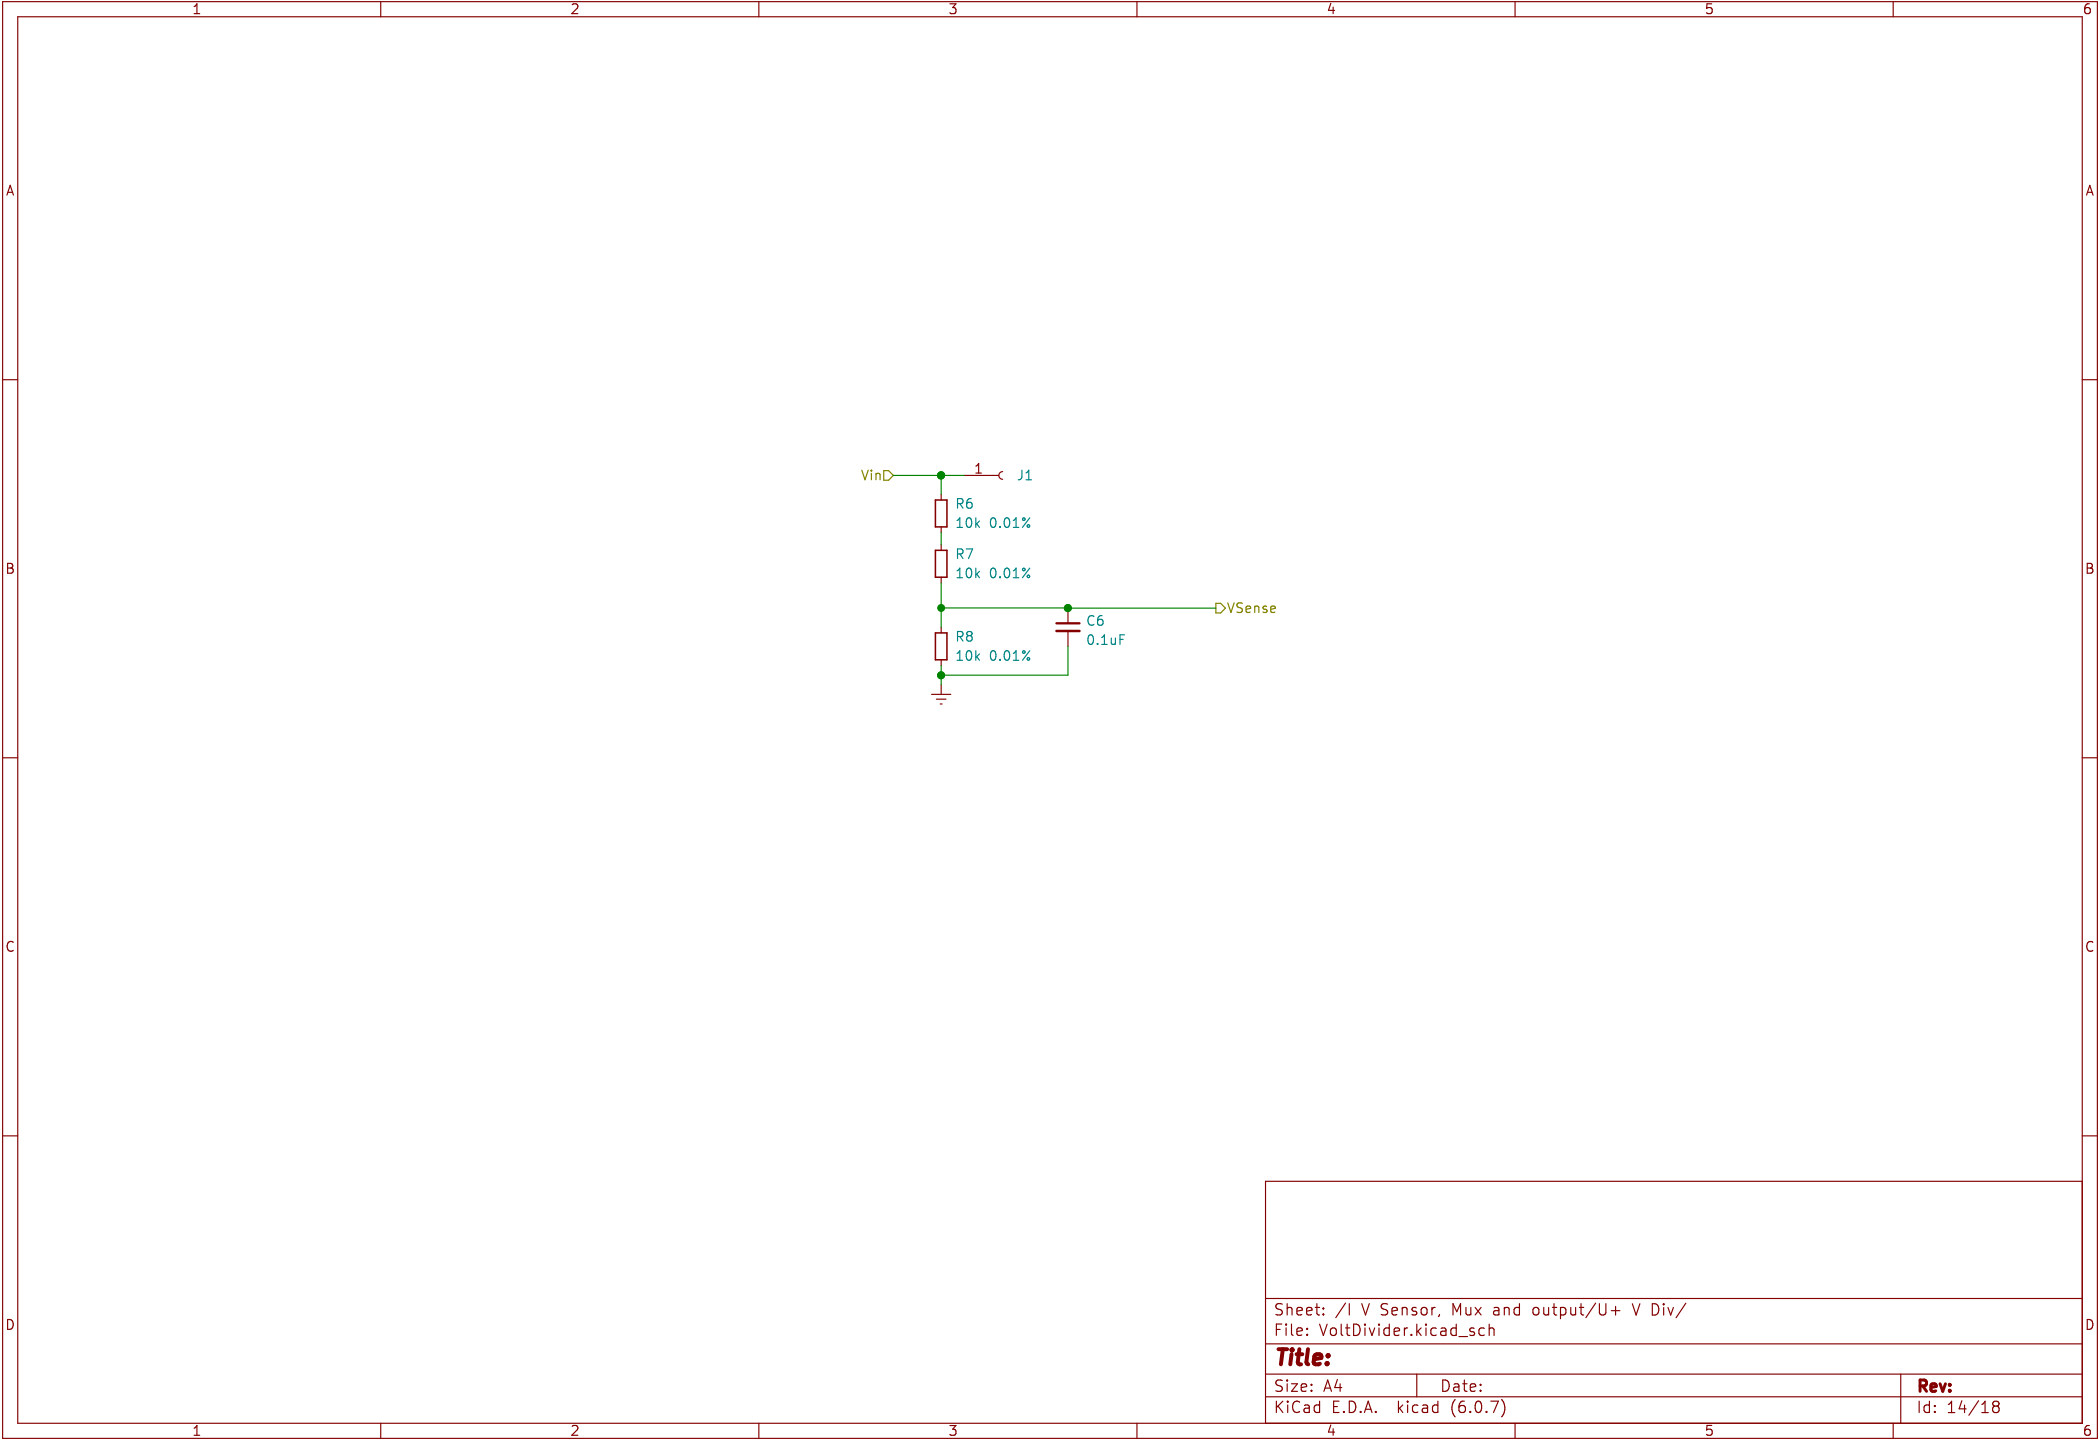 1 2 3 4 5 6
A A
Vin 1 J1
R6
10k 0.01%
R7
10k 0.01%
B B
VSense
C6
0.1uF
R8
10k 0.01%
C C
Sheet: /I V Sensor, Mux and output/U+ V Div/
D D
File: VoltDivider.kicad_sch
Title:
Size: A4 Date: Rev:
KiCad E.D.A. kicad (6.0.7) Id: 14/18
1 2 3 4 5 6